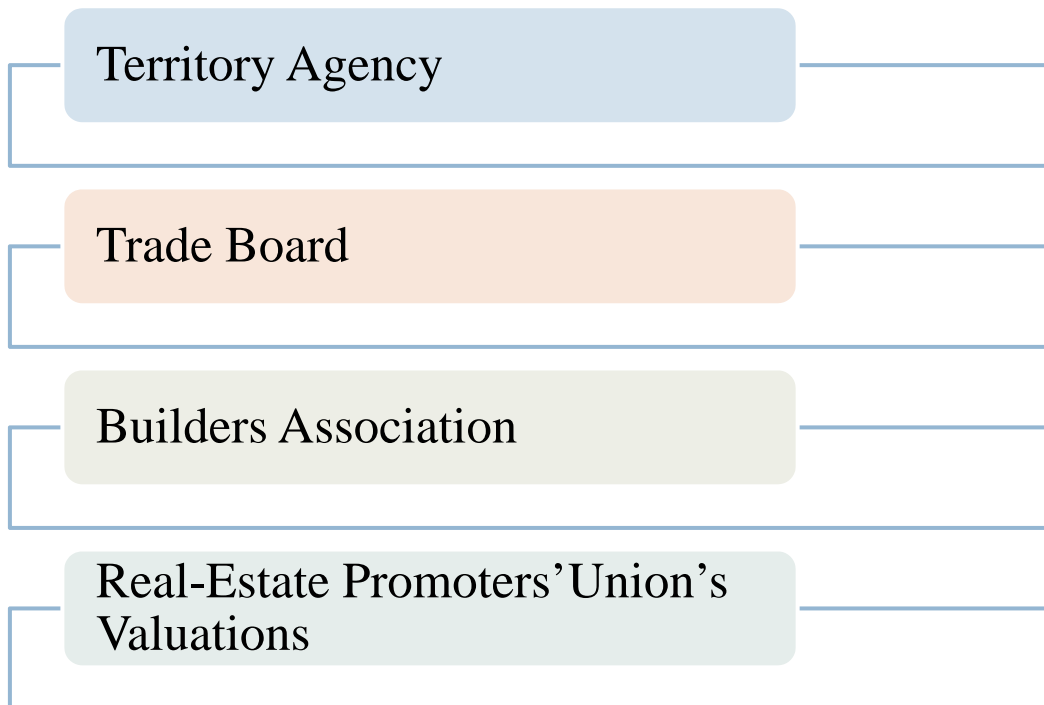 Territory Agency
Trade Board
Builders Association
Real-Estate Promoters’Union’s
Valuations